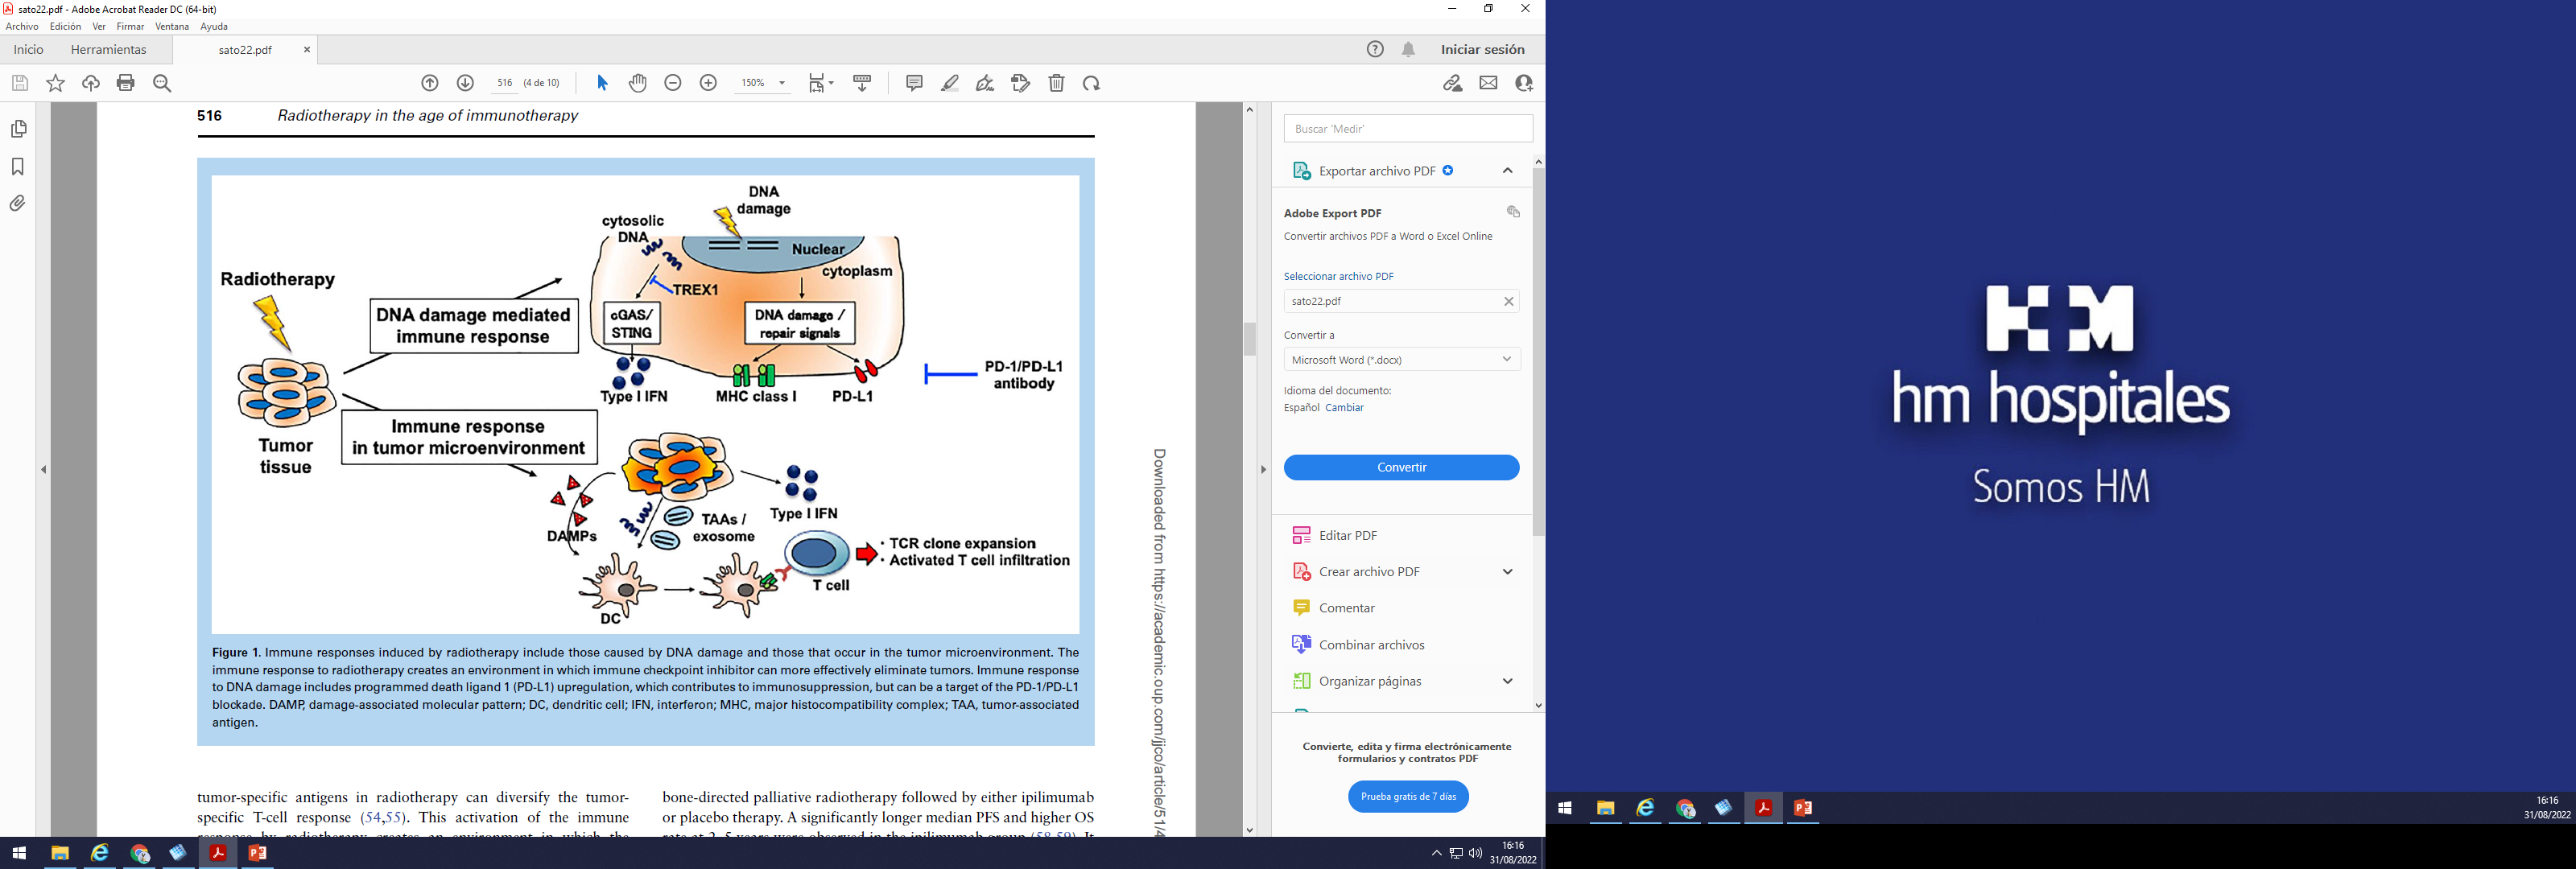 sato22.pdf - Adobe Acrobat Reader DC (64-bit)
Archivo Edición Ver Firmar Ventana Ayuda
Inicio Herramientas sato22.pdf × Iniciar sesión
516 (4 de 10) 150%
516 Radiotherapy in the age of immunotherapy
DNA
damage
cytosolic
DNA
Nuclear
cytoplasm
Radiotherapy
TREX1
DNA damage mediated
immune response
cGAS/
STING
DNA damage /
repair signals
PD-1/PD-L1
antibody
Type I IFN MHC class I PD-L1
Immune response
in tumor microenvironment
Tumor
tissue
Type I IFN
TAAs /
exosome
DAMPs
· TCR clone expansion
· Activated T cell infiltration
T cell
DC
Figure 1. Immune responses induced by radiotherapy include those caused by DNA damage and those that occur in the tumor microenvironment. The
immune response to radiotherapy creates an environment in which immune checkpoint inhibitor can more effectively eliminate tumors. Immune response
to DNA damage includes programmed death ligand 1 (PD-L1) upregulation, which contributes to immunosuppression, but can be a target of the PD-1/PD-L1
blockade. DAMP, damage-associated molecular pattern; DC, dendritic cell; IFN, interferon; MHC, major histocompatibility complex; TAA, tumor-associated
antigen.
tumor-specific antigens in radiotherapy can diversify the tumor-
specific T-cell response (54,55). This activation of the immune
bone-directed palliative radiotherapy followed by either ipilimumab
or placebo therapy. A significantly longer median PFS and higher OS
Downloaded from https://academic.oup.com/jjco/article/51/4
Buscar 'Medir'
Exportar archivo PDF
Adobe Export PDF
Convertir archivos PDF a Word o Excel Online
Seleccionar archivo PDF
sato22.pdf
Convertir a
Microsoft Word (*.docx)
Idioma del documento:
Español Cambiar
Convertir
Editar PDF
Crear archivo PDF
Comentar
Combinar archivos
Organizar páginas
Convierte, edita y firma electrónicamente
formularios y contratos PDF
Prueba gratis de 7 días
16:16
31/08/2022
HM
hm hospitales
Somos HM
16:16
31/08/2022